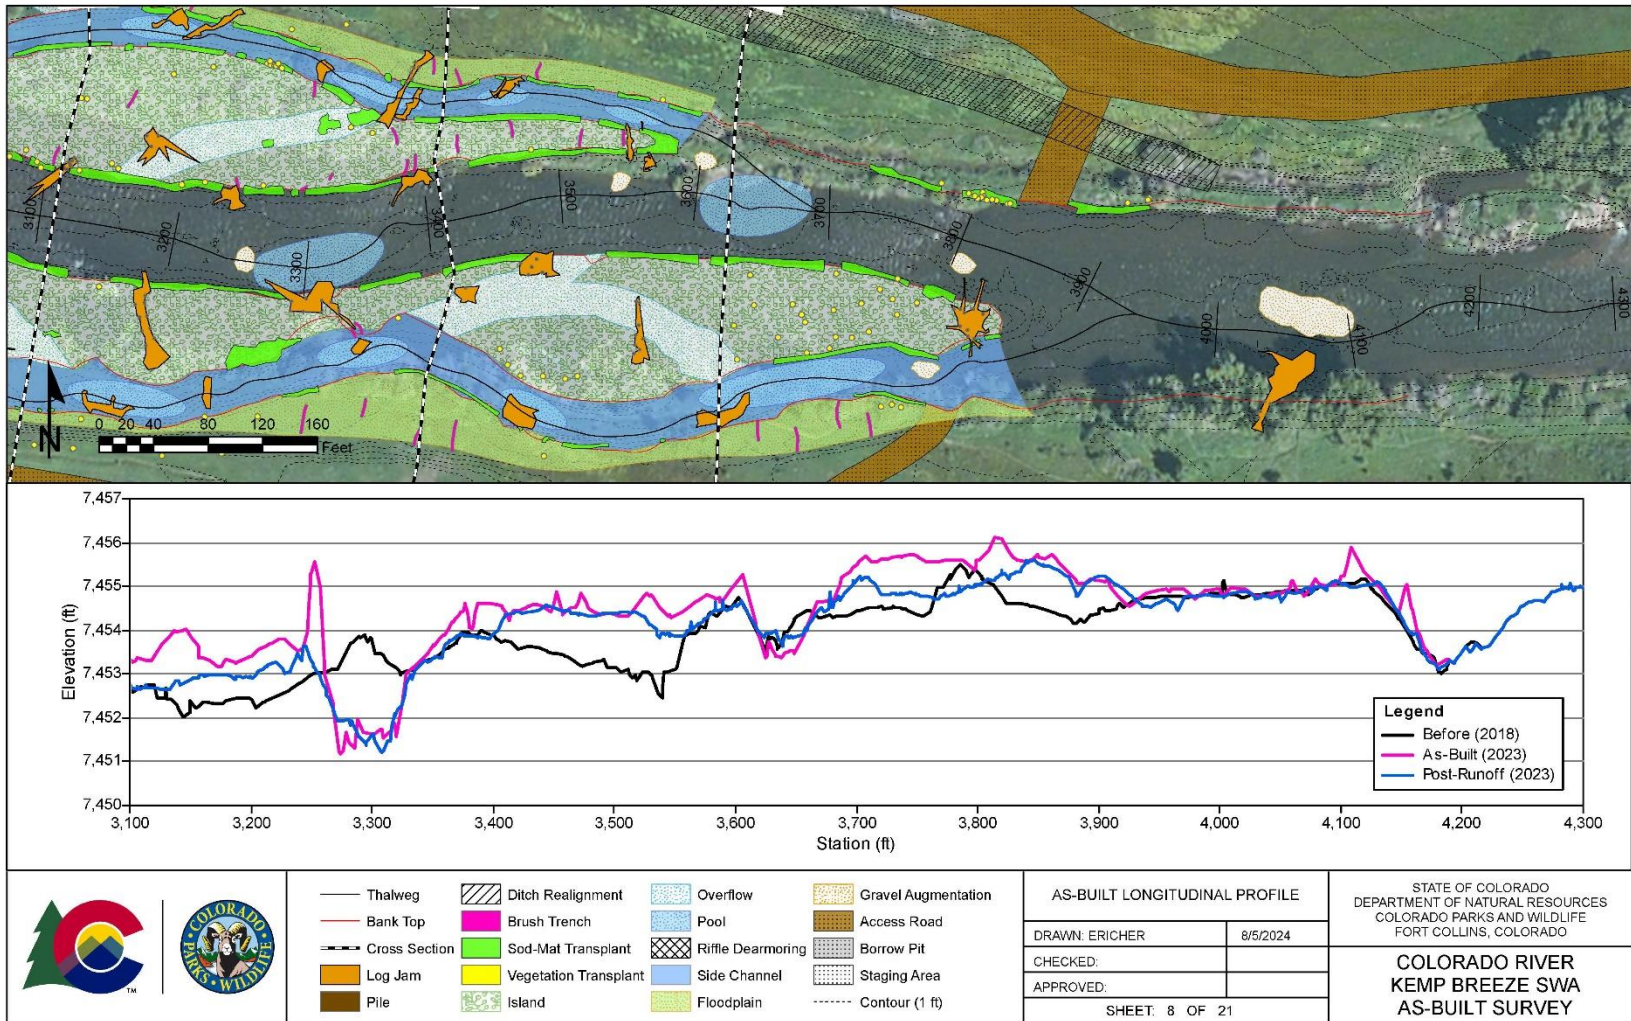 3100
3200
3300
3400
3500
3600
3700
3800
3900
4000
4100
4200
4300
N
0 20 40 80 120 160
Feet
7,457
7,456
7,455
7,454
7,453
7,452
7,451
7,450
Elevation (ft)
3,100 3,200 3,300 3,400 3,500 3,600 3,700 3,800 3,900 4,000 4,100 4,200 4,300
Station (ft)
Legend
Before (2018)
As-Built (2023)
Post-Runoff (2023)
COLORADO
PARKS • WILDLIFE
TM
Thalweg
Bank Top
Cross Section
Log Jam
Pile
Ditch Realignment
Brush Trench
Sod-Mat Transplant
Vegetation Transplant
Island
Overflow
Pool
Riffle Dearmoring
Side Channel
Floodplain
Gravel Augmentation
Access Road
Borrow Pit
Staging Area
Contour (1 ft)
AS-BUILT LONGITUDINAL PROFILE
DRAWN: ERICHER 8/5/2024
CHECKED:
APPROVED:
SHEET: 8 OF 21
STATE OF COLORADO
DEPARTMENT OF NATURAL RESOURCES
COLORADO PARKS AND WILDLIFE
FORT COLLINS, COLORADO
COLORADO RIVER
KEMP BREEZE SWA
AS-BUILT SURVEY